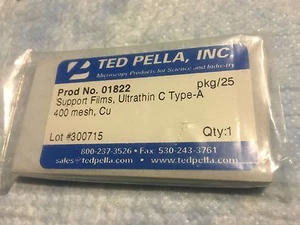 TED PELLA, INC.
Microscopy Products for Science and Industry
Prod No. 01822 pkg/25
Support Films, Ultrathin C Type-A
400 mesh, Cu
Lot #300715 Qty:1
800-237-3526 • Fax 530-243-3761
sales@tedpella.com • www.tedpella.com